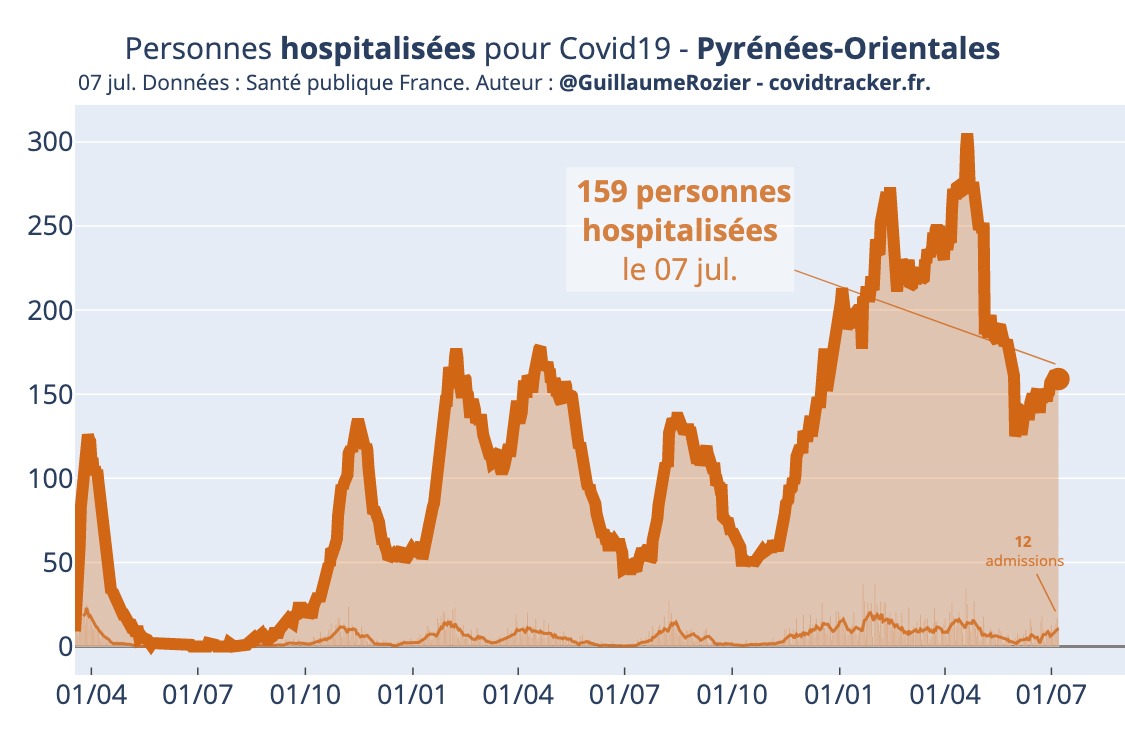 Personnes hospitalisées pour Covid19 - Pyrénées-Orientales
07 jul. Données : Santé publique France. Auteur : @GuillaumeRozier - covidtracker.fr.
300
159 personnes
hospitalisées
le 07 jul.
250
200
150
100
12
admissions
50
0
01/04 01/07 01/10 01/01 01/04 01/07 01/10 01/01 01/04 01/07